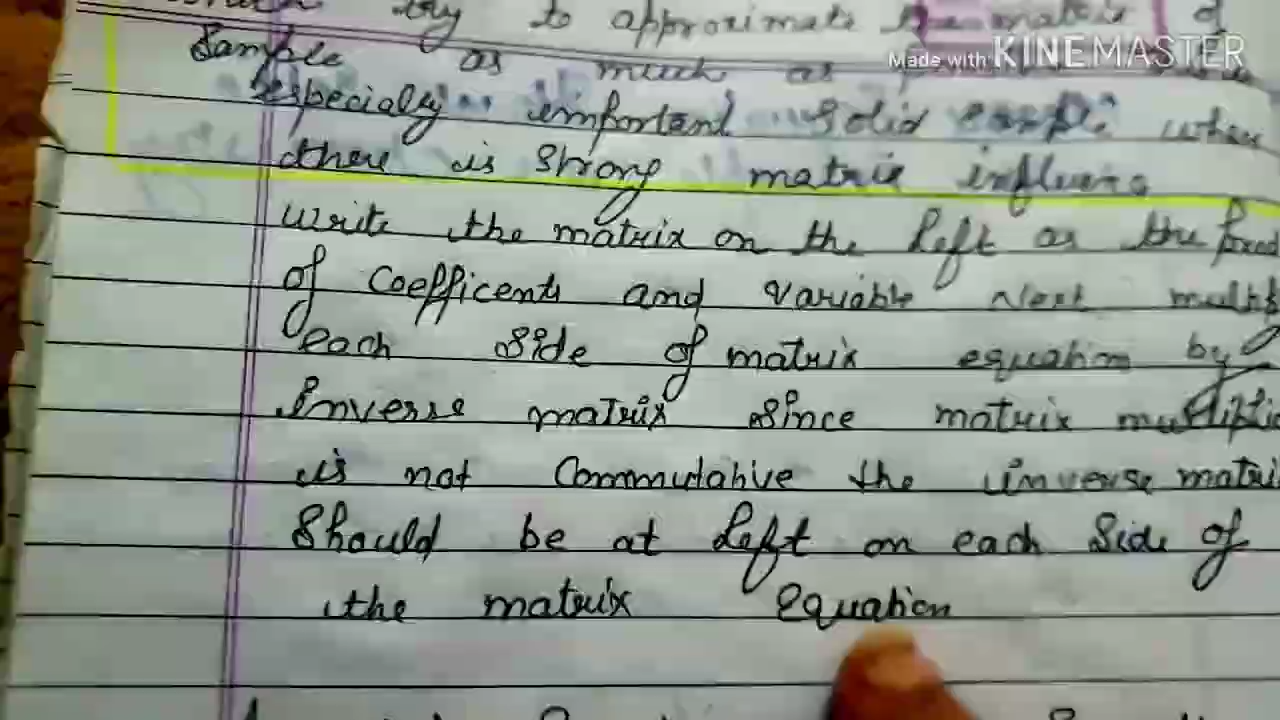 try to approximate the matrix of
Made with KINEMASTER
Sample as much as
especially important solid when
there is strong matrix
write the matrix on the left as the
of Coefficents and variable Next
each side of matrix equation by
Inverse matrix Since matrix
is not Commutative the inverse matri
Should be at left on each Side of
the matrix equation